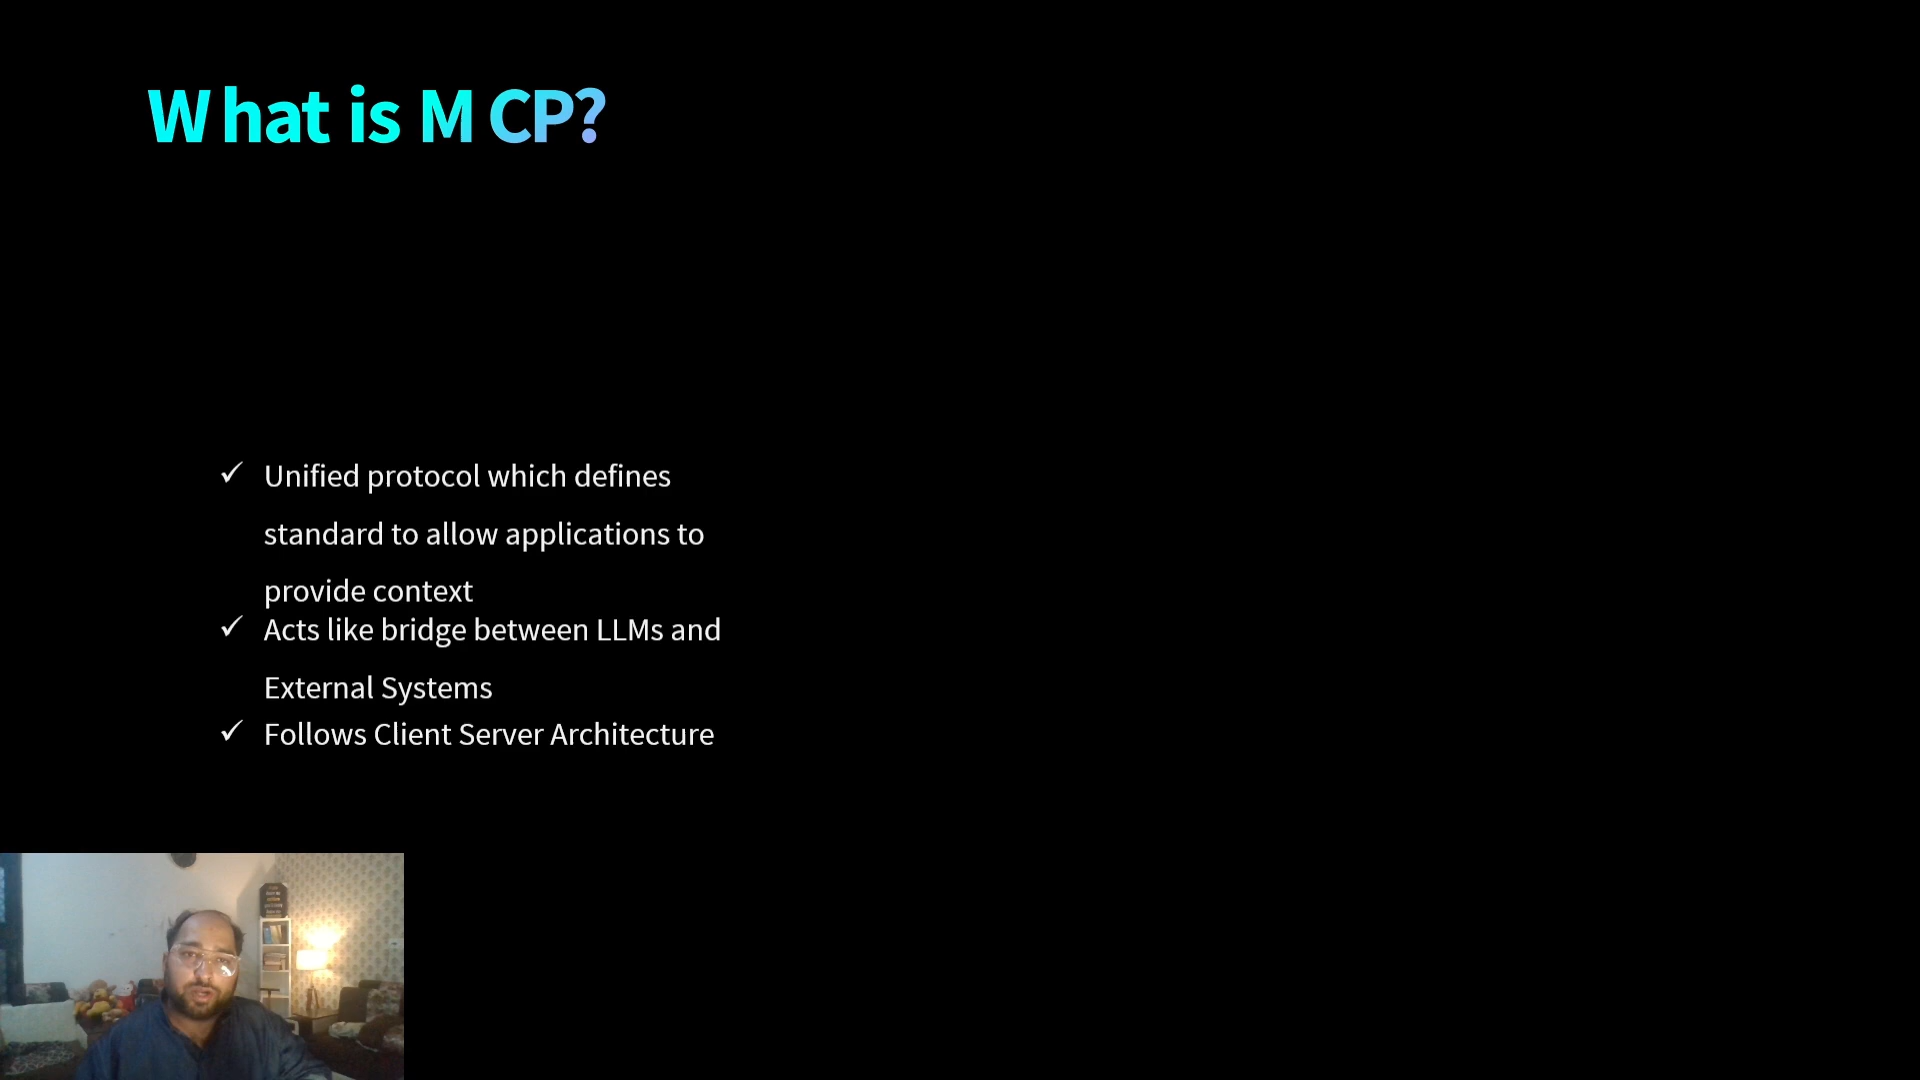 What is MCP?
✓ Unified protocol which defines
standard to allow applications to
provide context
✓ Acts like bridge between LLMs and
External Systems
✓ Follows Client Server Architecture